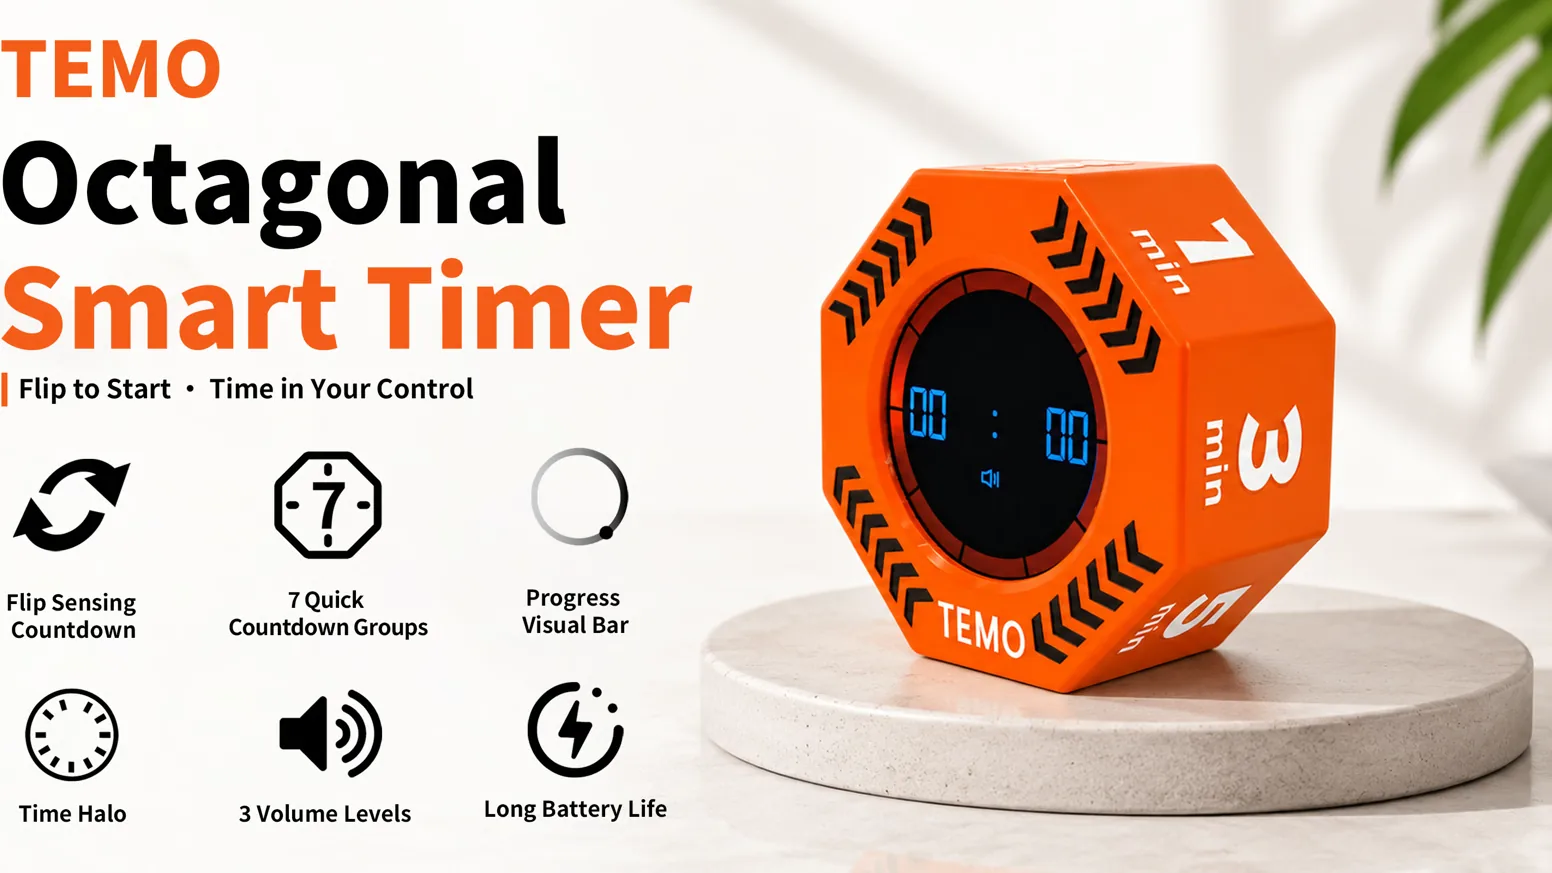 TEMO
Octagonal
Smart Timer
Flip to Start • Time in Your Control
Flip Sensing
Countdown
7
7 Quick
Countdown Groups
Progress
Visual Bar
Time Halo
3 Volume Levels
Long Battery Life
00 : 00
TEMO
1
min
3
min
5
min